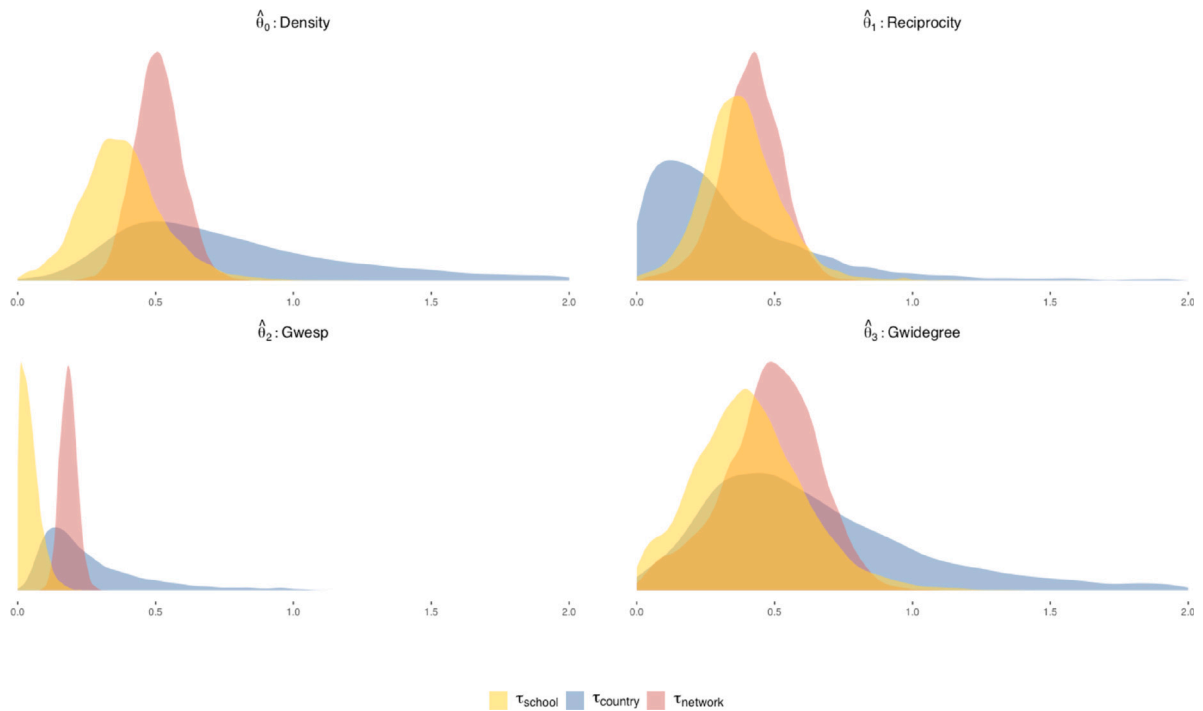 θ̂₀ : Density
θ̂₁ : Reciprocity
0.0 0.5 1.0 1.5 2.0
0.0 0.5 1.0 1.5 2.0
θ̂₂ : Gwesp
θ̂₃ : Gwidegree
0.0 0.5 1.0 1.5 2.0
0.0 0.5 1.0 1.5 2.0
τschool τcountry τnetwork